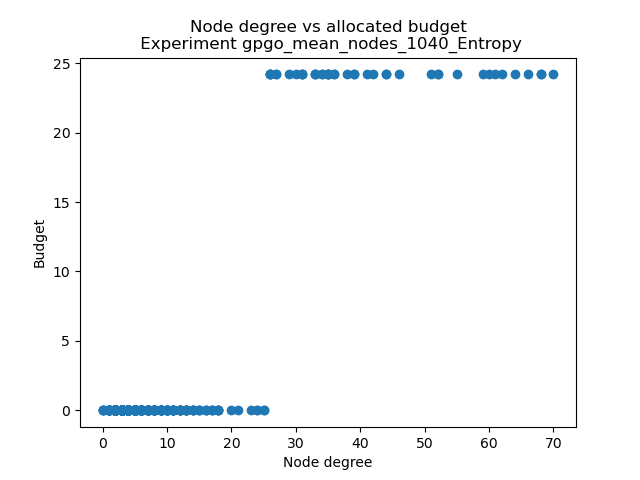 Node degree vs allocated budget
Experiment gpgo_mean_nodes_1040_Entropy
25
20
15
10
5
0
Budget
0 10 20 30 40 50 60 70
Node degree